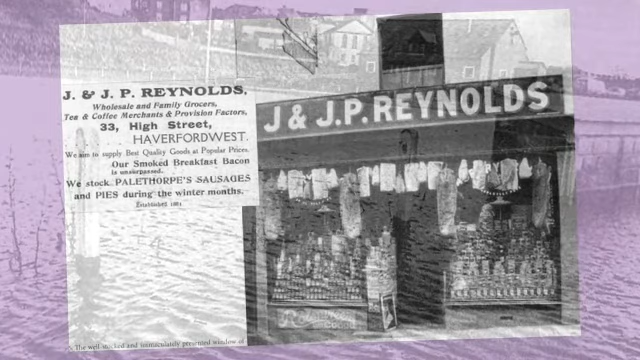 J. & J. P. REYNOLDS.
Wholesale and Family Grocers,
Tea & Coffee Merchants & Provision Factors,
33, High Street,
HAVERFORDWEST.
We aim to supply Best Quality Goods at Popular Prices.
Our Smoked Breakfast Bacon
is unsurpassed.
We stock PALETHORPE'S SAUSAGES
and PIES during the winter months.
J & J.P. REYNOLDS
The well-stocked and immaculately presented window of